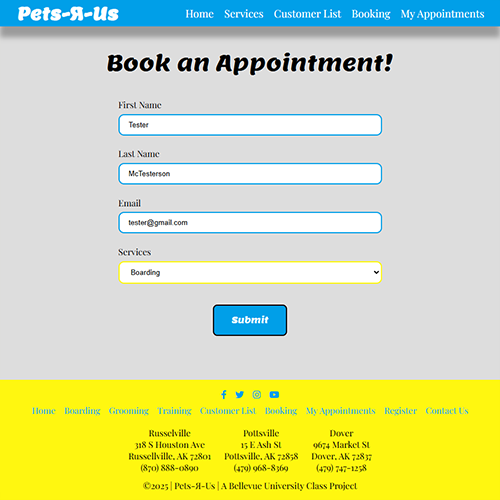 Pets-Я-Us Home Services Customer List Booking My Appointments
Book an Appointment!
First Name
Tester
Last Name
McTesterson
Email
tester@gmail.com
Services
Boarding
Submit
Home Boarding Grooming Training Customer List Booking My Appointments Register Contact Us
Russelville Pottsville Dover
318 S Houston Ave 15 E Ash St 9674 Market St
Russellville, AK 72801 Pottsville, AK 72858 Dover, AK 72837
(870) 888-0890 (479) 968-8369 (479) 747-1258
©2025 | Pets-Я-Us | A Bellevue University Class Project